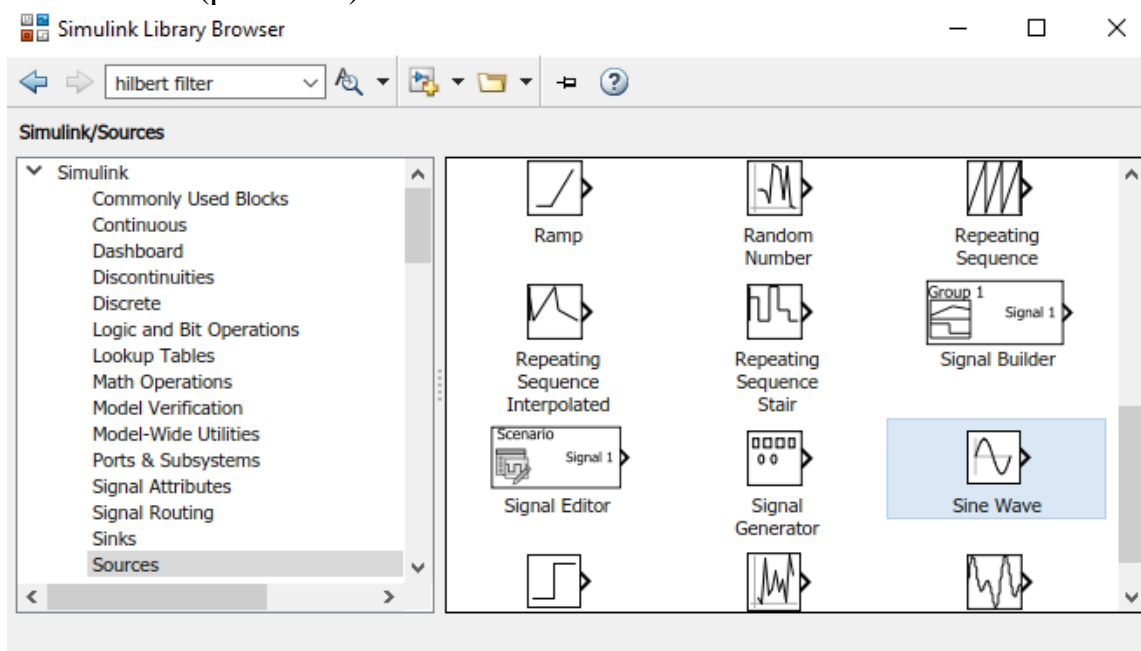 Simulink Library Browser
hilbert filter
Simulink/Sources
Simulink
Commonly Used Blocks
Continuous
Dashboard
Discontinuities
Discrete
Logic and Bit Operations
Lookup Tables
Math Operations
Model Verification
Model-Wide Utilities
Ports & Subsystems
Signal Attributes
Signal Routing
Sinks
Sources
Ramp
Random
Number
Repeating
Sequence
Repeating
Sequence
Interpolated
Repeating
Sequence
Stair
Group 1
Signal 1
Signal Builder
Scenario
Signal 1
Signal Editor
Signal
Generator
Sine Wave